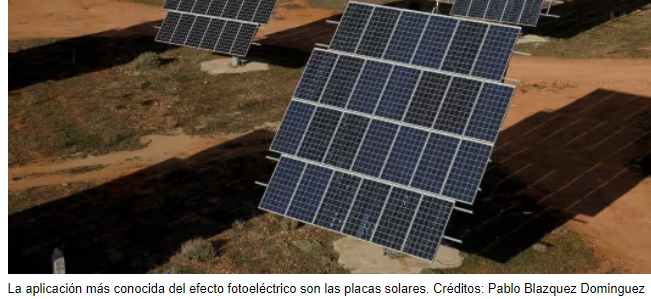 La aplicación más conocida del efecto fotoeléctrico son las placas solares. Créditos: Pablo Blazquez Dominguez